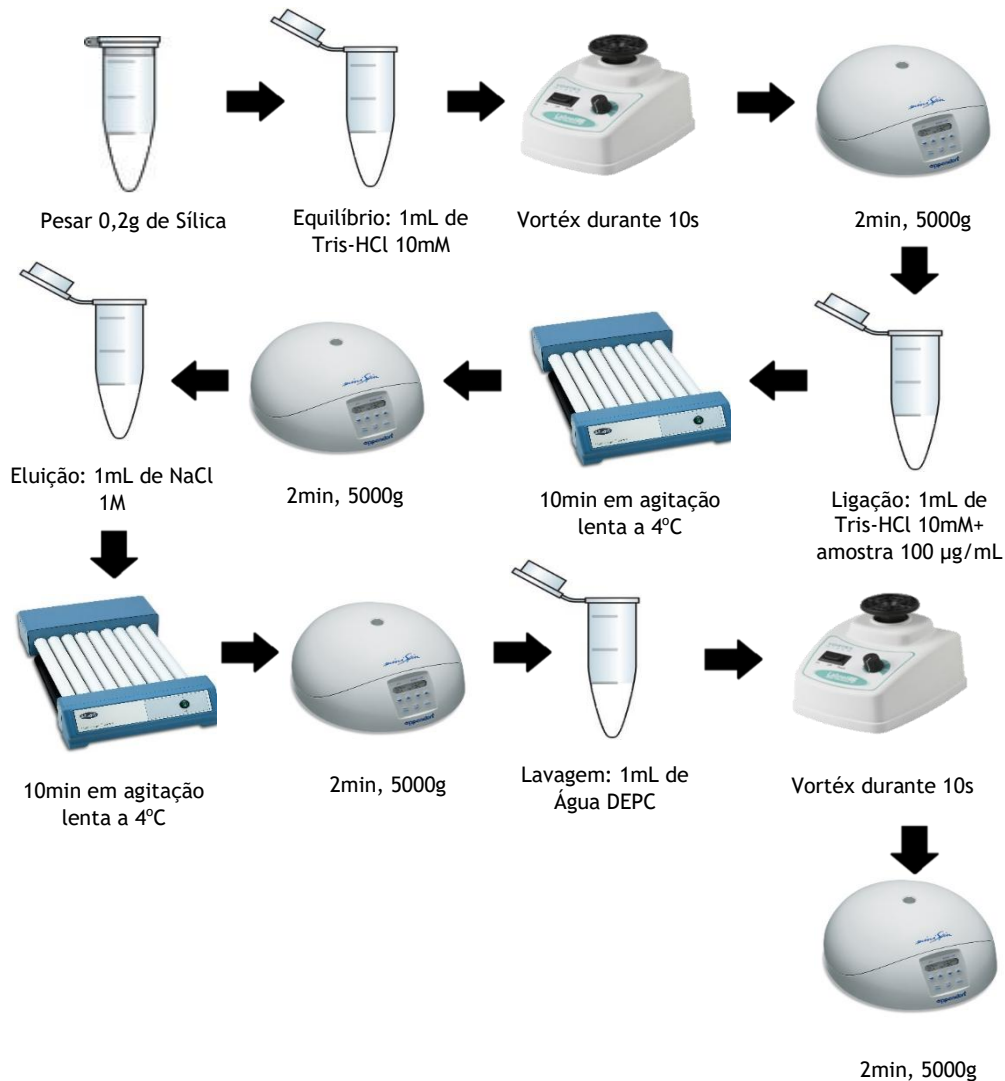 Pesar 0,2g de Sílica
Equilíbrio: 1mL de
Tris-HCl 10mM
Vortéx durante 10s
2min, 5000g
Ligação: 1mL de
Tris-HCl 10mM+
amostra 100 µg/mL
10min em agitação
lenta a 4ºC
2min, 5000g
Eluição: 1mL de NaCl
1M
10min em agitação
lenta a 4ºC
2min, 5000g
Lavagem: 1mL de
Água DEPC
Vortéx durante 10s
2min, 5000g